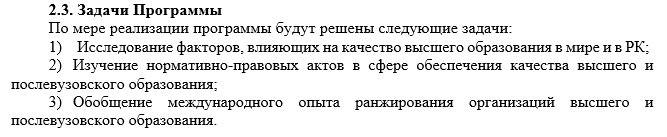 2.3. Задачи Программы
По мере реализации программы будут решены следующие задачи:
1) Исследование факторов, влияющих на качество высшего образования в мире и в РК;
2) Изучение нормативно-правовых актов в сфере обеспечения качества высшего и
послевузовского образования;
3) Обобщение международного опыта ранжирования организаций высшего и
послевузовского образования.